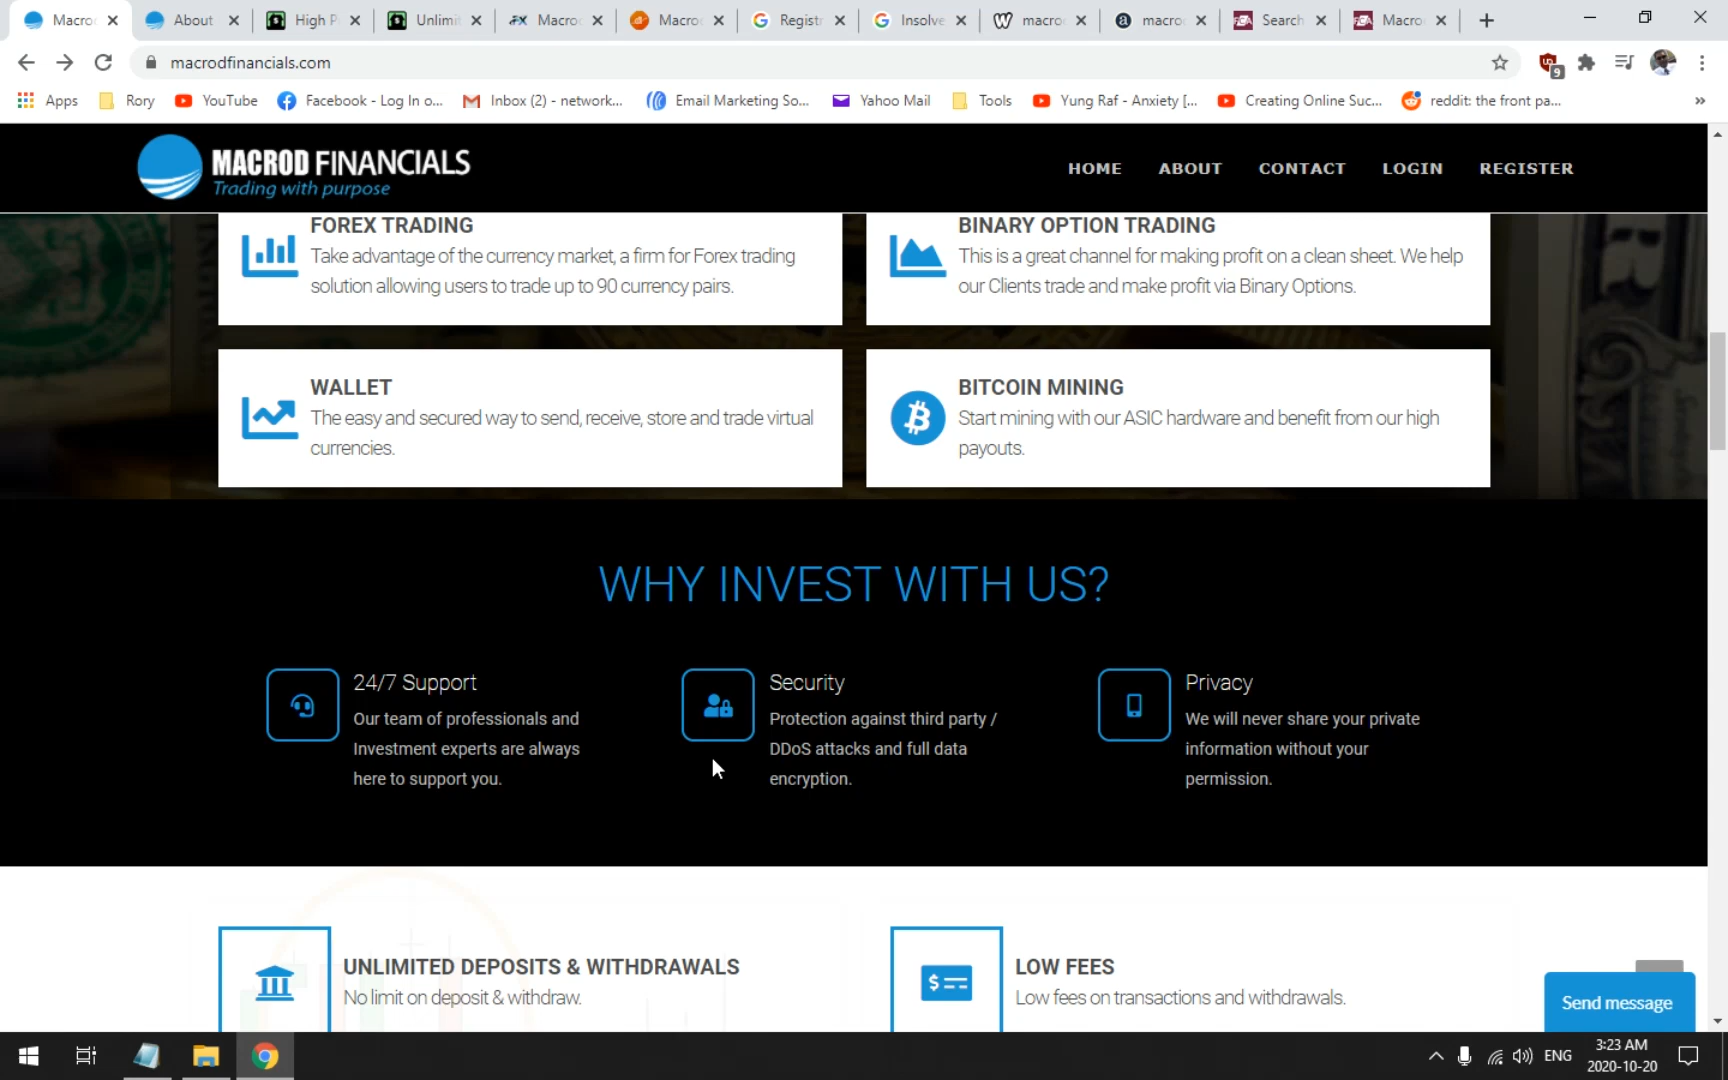 Macro
About
High P
Unlimit
Macro
Macro
Registr
Insolve
macro
macro
Search
Macro
macrodfinancials.com
9
Apps
Rory
YouTube
Facebook - Log In o...
Inbox (2) - network...
Email Marketing So...
Yahoo Mail
Tools
Yung Raf - Anxiety [...
Creating Online Suc...
reddit: the front pa...
»
MACROD FINANCIALS
Trading with purpose
HOME
ABOUT
CONTACT
LOGIN
REGISTER
FOREX TRADING
Take advantage of the currency market, a firm for Forex trading
solution allowing users to trade up to 90 currency pairs.
BINARY OPTION TRADING
This is a great channel for making profit on a clean sheet. We help
our Clients trade and make profit via Binary Options.
WALLET
The easy and secured way to send, receive, store and trade virtual
currencies.
BITCOIN MINING
Start mining with our ASIC hardware and benefit from our high
payouts.
WHY INVEST WITH US?
24/7 Support
Our team of professionals and
Investment experts are always
here to support you.
Security
Protection against third party /
DDoS attacks and full data
encryption.
Privacy
We will never share your private
information without your
permission.
UNLIMITED DEPOSITS & WITHDRAWALS
No limit on deposit & withdraw.
LOW FEES
Low fees on transactions and withdrawals.
Send message
ENG
3:23 AM
2020-10-20